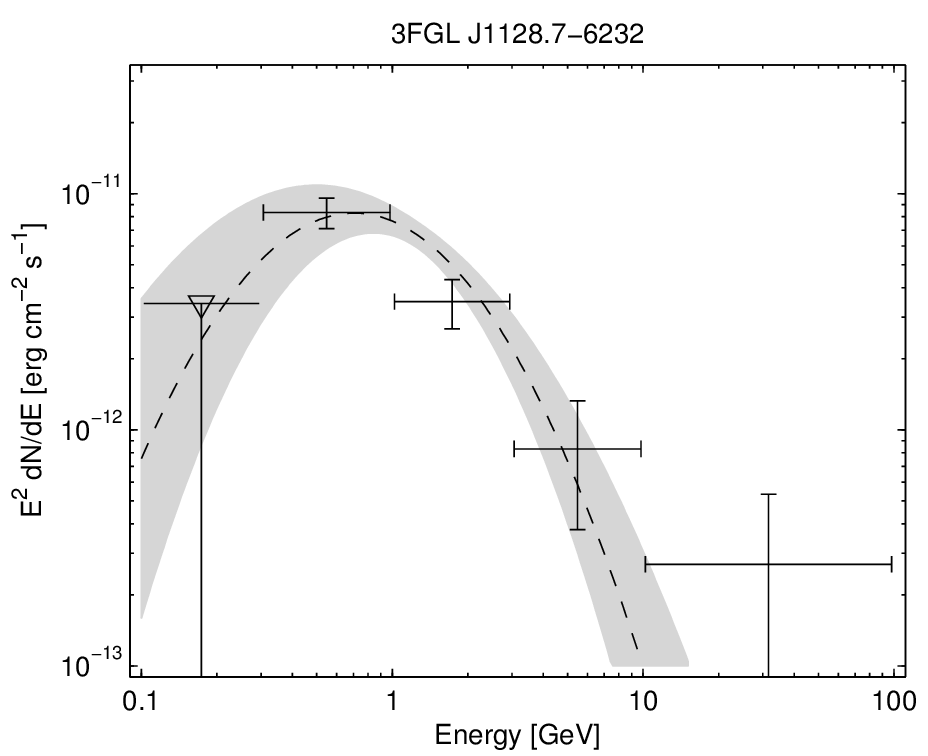 3FGL J1128.7−6232
E² dN/dE [erg cm⁻² s⁻¹]
10⁻¹¹
10⁻¹²
10⁻¹³
0.1 1 10 100
Energy [GeV]